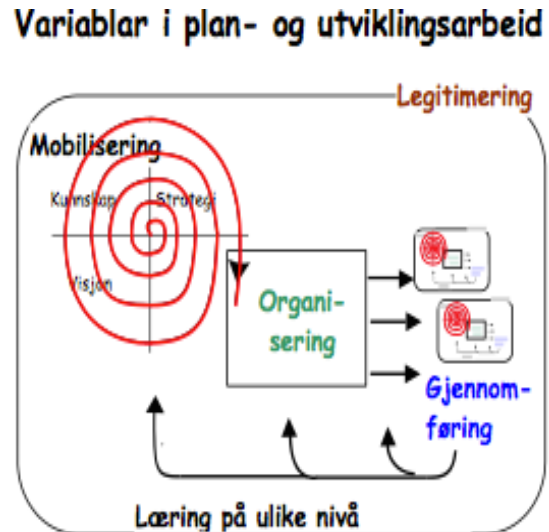 Variablar i plan- og utviklingsarbeid
Legitimering
Mobilisering
Kunnskap Strategi
Visjon
Organi-
sering
Gjennom-
føring
Læring på ulike nivå